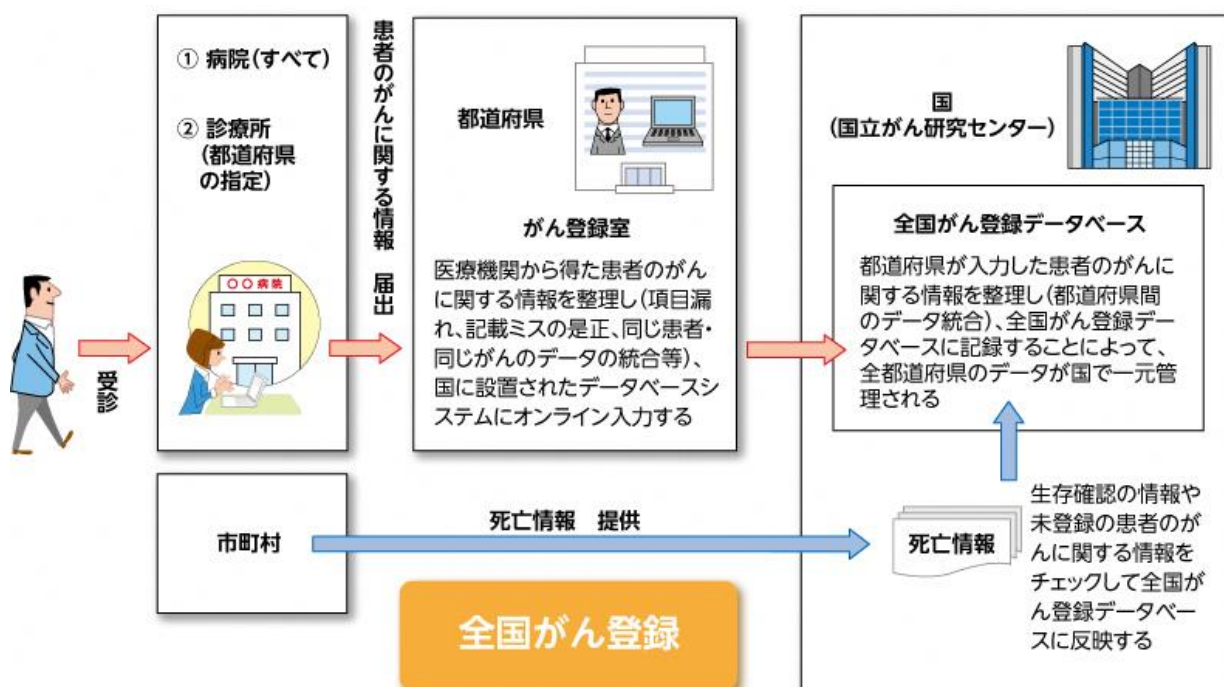 ① 病院(すべて)
② 診療所
(都道府県
の指定)
〇〇病院
受診
患者のがんに関する情報 届出
都道府県
がん登録室
医療機関から得た患者のがん
に関する情報を整理し(項目漏
れ、記載ミスの是正、同じ患者・
同じがんのデータの統合等)、
国に設置されたデータベースシ
ステムにオンライン入力する
国
(国立がん研究センター)
全国がん登録データベース
都道府県が入力した患者のがんに
関する情報を整理し(都道府県間
のデータ統合)、全国がん登録デー
タベースに記録することによって、
全都道府県のデータが国で一元管
理される
市町村
死亡情報 提供
死亡情報
生存確認の情報や
未登録の患者のが
んに関する情報を
チェックして全国が
ん登録データベー
スに反映する
全国がん登録